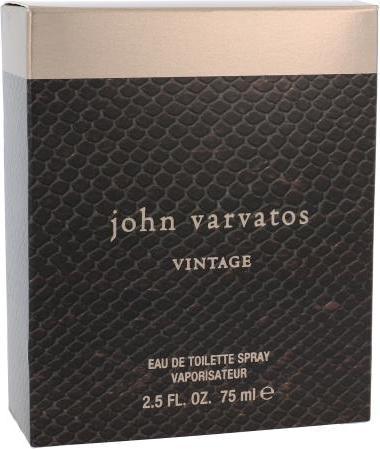 john varvatos
VINTAGE
EAU DE TOILETTE SPRAY
VAPORISATEUR
2.5 FL. OZ. 75 ml ℮